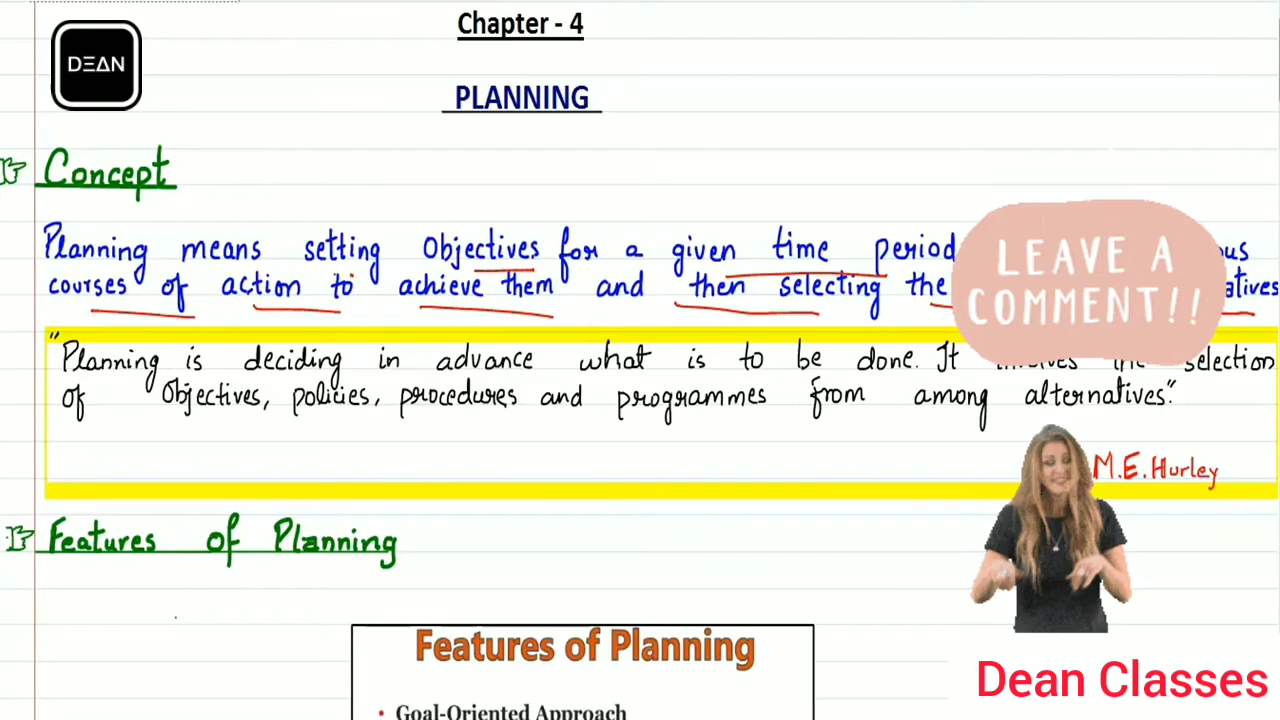 Chapter - 4
DEAN
PLANNING
Concept
Planning means setting Objectives for a given time period
courses of action to achieve them and then selecting the
LEAVE A
COMMENT!!
"Planning is deciding in advance what is to be done. It selection
of Objectives, policies, procedures and programmes from among alternatives."
M.E. Hurley
Features of Planning
Features of Planning
• Goal-Oriented Approach
Dean Classes